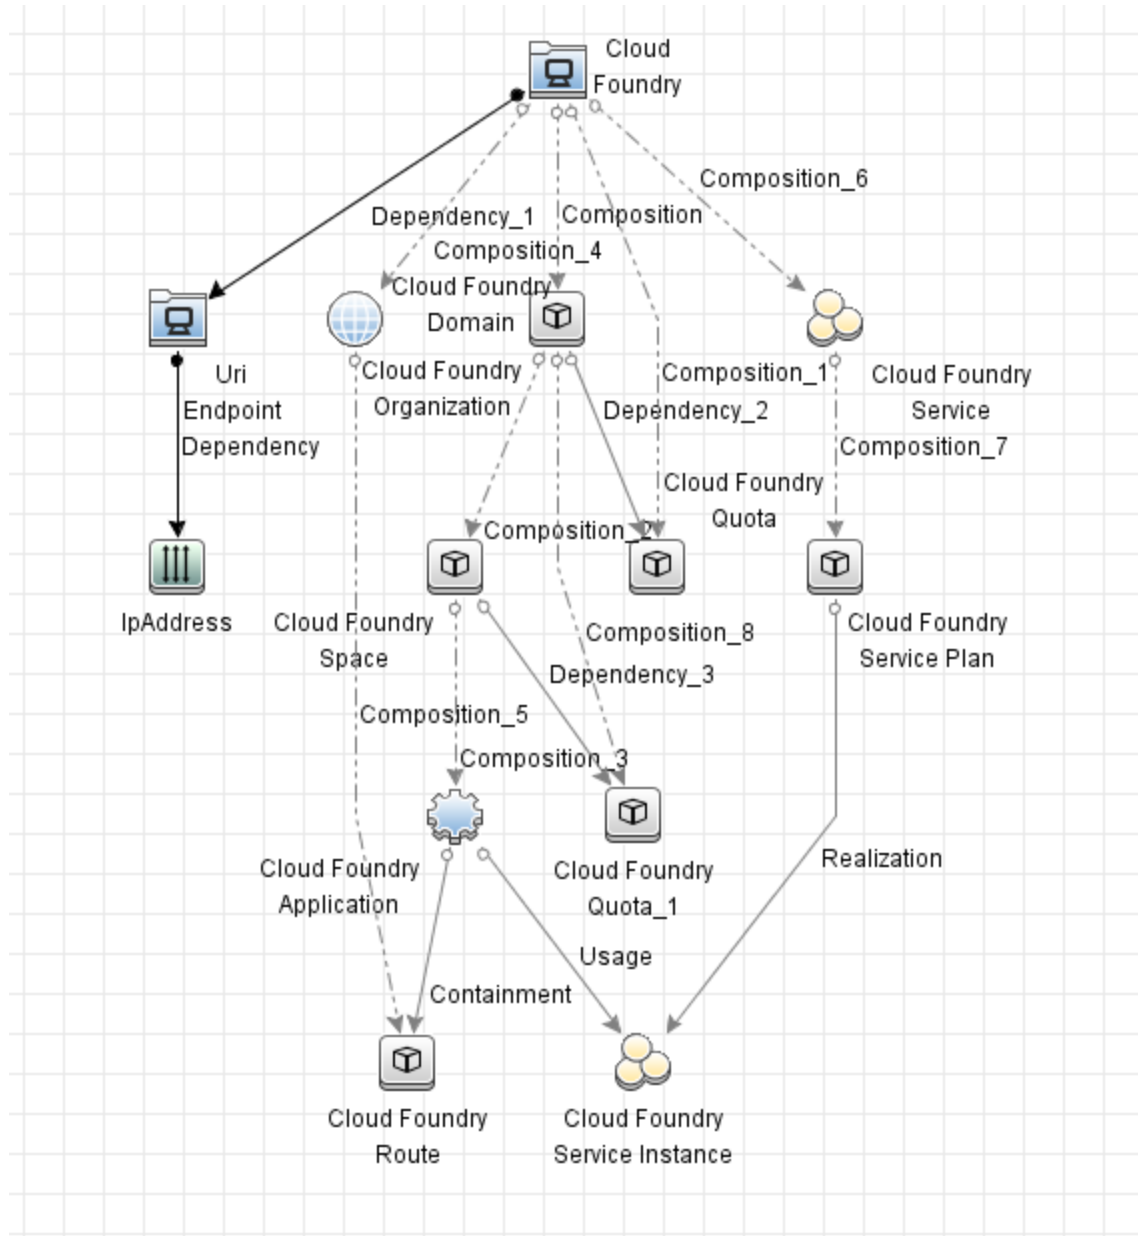 Cloud
Foundry
Composition_6
Dependency_1
Composition
Composition_4
Cloud Foundry
Domain
Uri
Cloud Foundry
Organization
Composition_1
Cloud Foundry
Service
Endpoint
Dependency
Dependency_2
Composition_7
Cloud Foundry
Quota
Composition_2
IpAddress
Cloud Foundry
Space
Composition_8
Cloud Foundry
Service Plan
Dependency_3
Composition_5
Composition_3
Cloud Foundry
Application
Cloud Foundry
Quota_1
Realization
Usage
Containment
Cloud Foundry
Route
Cloud Foundry
Service Instance